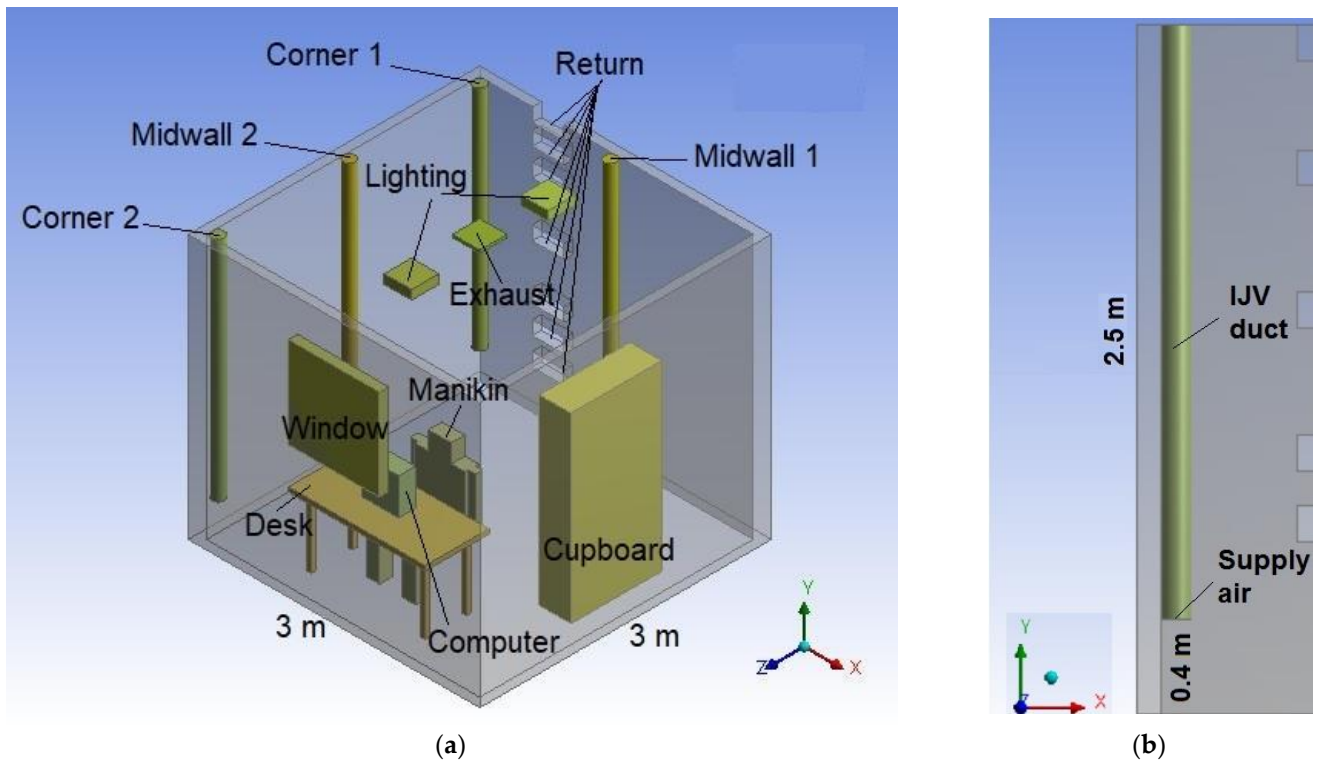 Corner 1
Return
Midwall 2
Midwall 1
Lighting
Corner 2
Exhaust
Manikin
Window
Desk
Cupboard
3 m
Computer
3 m
Y
Z
X
(a)
IJV
duct
2.5 m
Supply
air
0.4 m
Y
Z
X
(b)